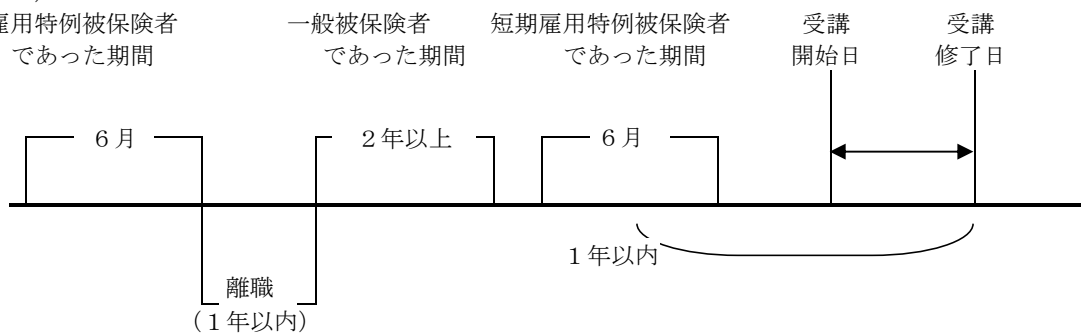 雇用特例被保険者
であった期間
一般被保険者
であった期間
短期雇用特例被保険者
であった期間
受講
開始日
受講
修了日
6月
2年以上
6月
1年以内
離職
(1年以内)